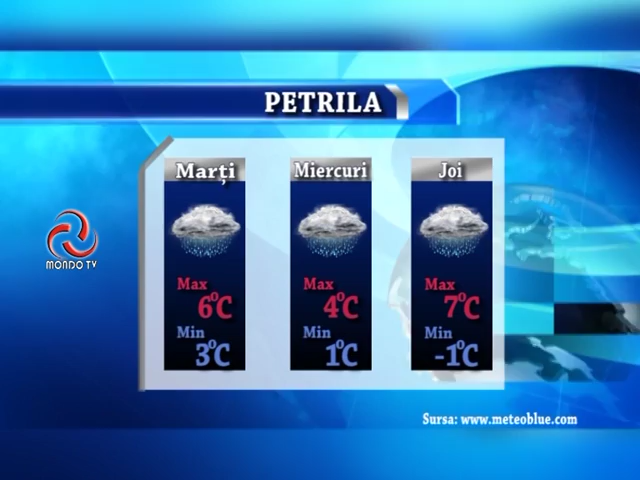 PETRILA
Marți Miercuri Joi
Max Max Max
6°C 4°C 7°C
Min Min Min
3°C 1°C -1°C
MONDO TV
Sursa: www.meteoblue.com